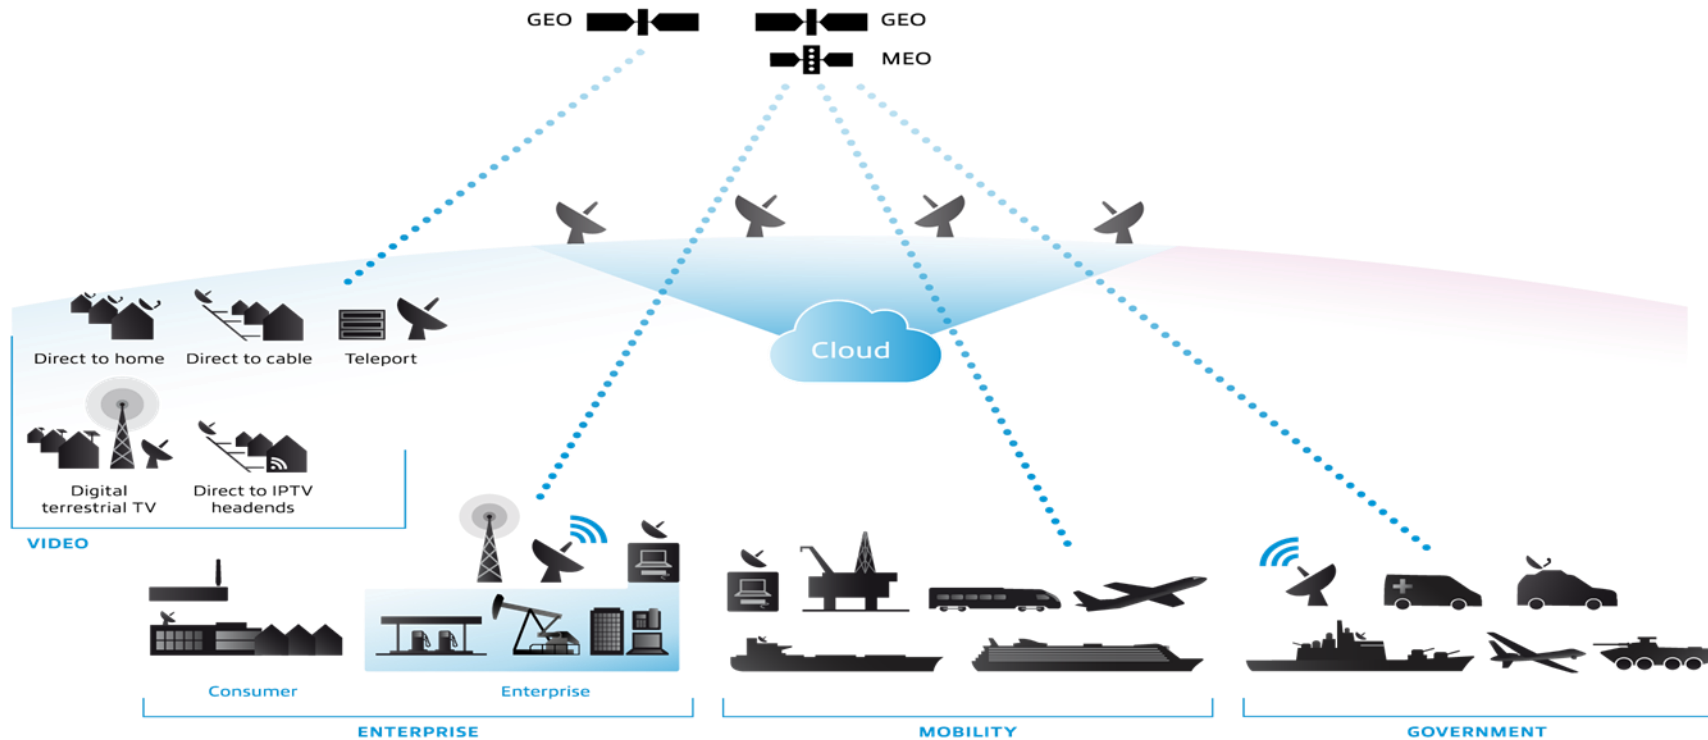 GEO
GEO
MEO
Cloud
Direct to home
Direct to cable
Teleport
Digital
terrestrial TV
Direct to IPTV
headends
VIDEO
Consumer
Enterprise
ENTERPRISE
MOBILITY
GOVERNMENT